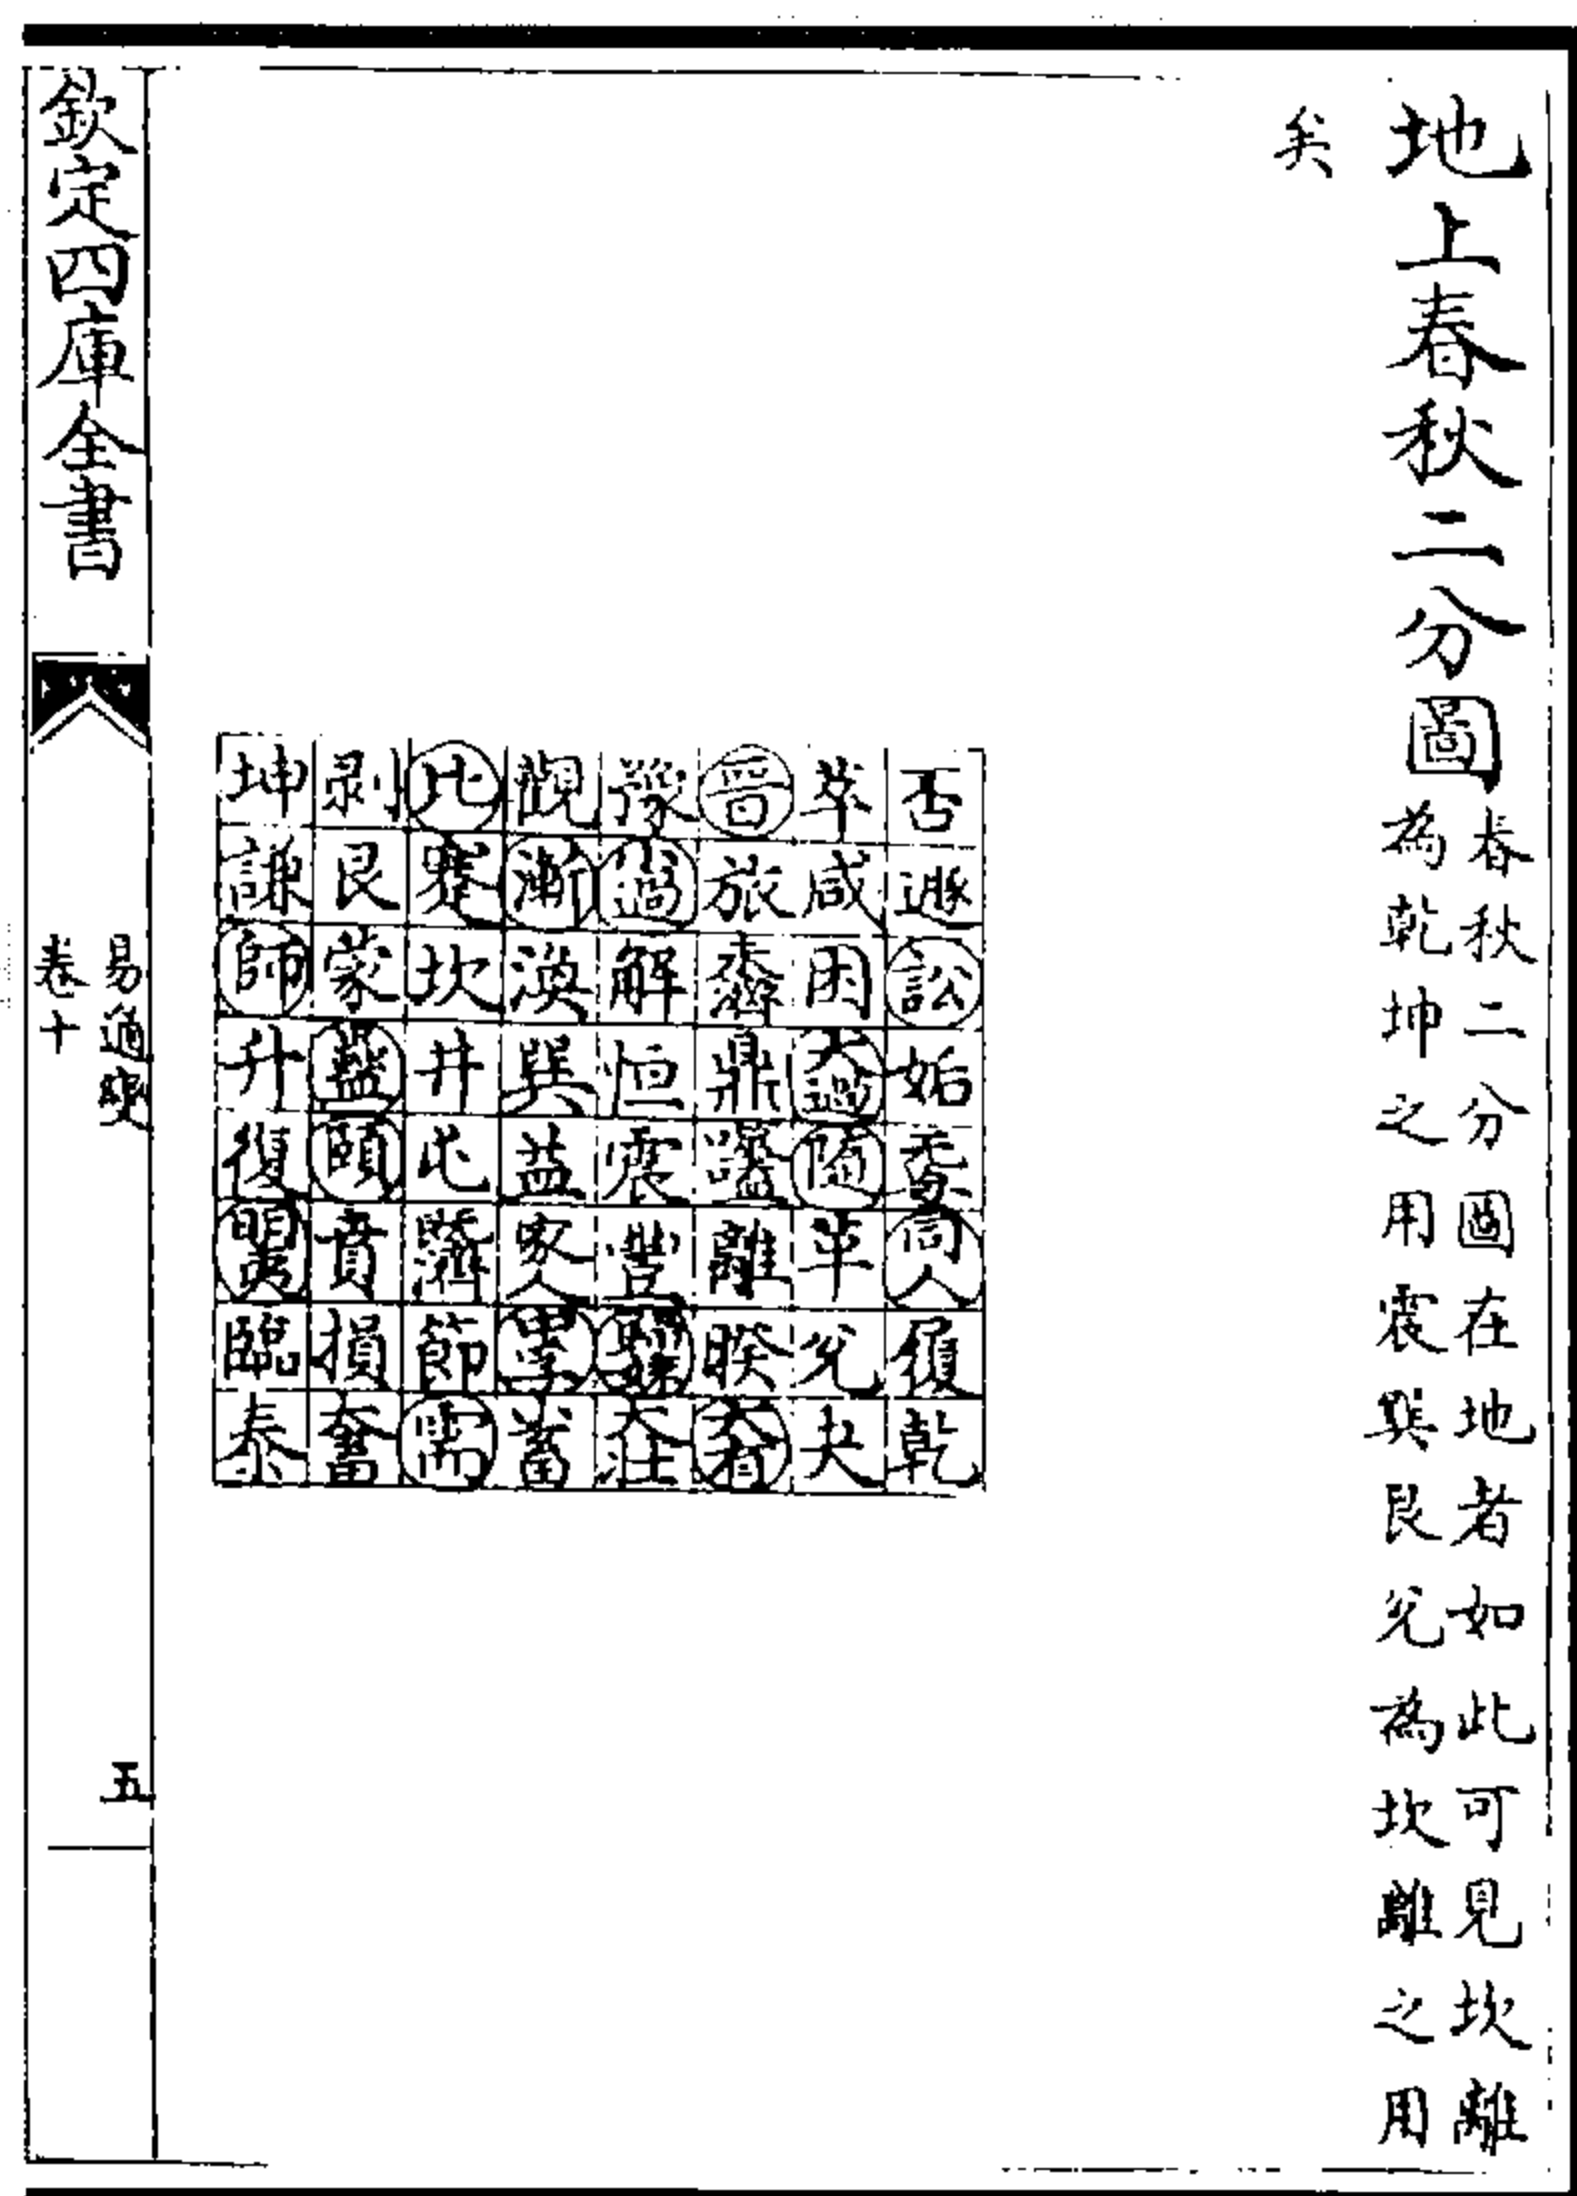 地上春秋二分圖
春秋二分圖在地者如此可見坎離
為乾坤之用震巽艮兌為坎離之用
矣
否遯訟姤无妄同人履乾
萃咸困大過隨革兌夬
晉旅未濟鼎噬嗑離睽大有
豫小過解恒震豐歸妹大壯
觀漸渙巽益家人中孚小畜
比蹇坎井屯既濟節需
剥艮蒙蠱頤賁損大畜
坤謙師升復明夷臨泰
欽定四庫全書
易通變
卷十
五